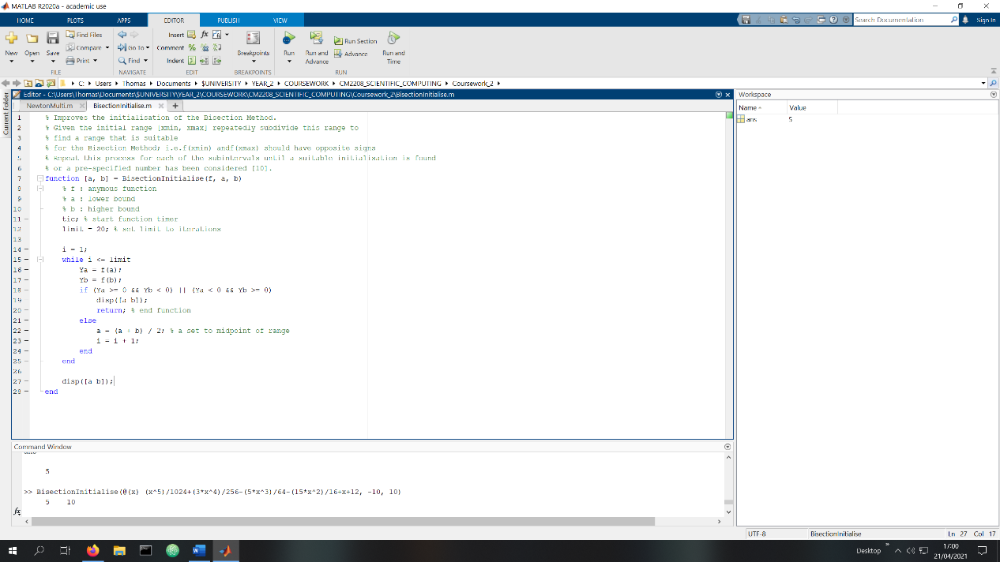 MATLAB R2020a - academic use
HOME PLOTS APPS EDITOR PUBLISH VIEW
Search Documentation
Sign In
New Open Save
Find Files
Compare
Print
FILE
Go To
Find
NAVIGATE
Insert fx
Comment %
Indent
EDIT
Breakpoints
BREAKPOINTS
Run
Run and
Advance
Run Section
Advance
Run and
Time
RUN
C: Users Thomas Documents $UNIVERSITY YEAR_2 COURSEWORK CM2208_SCIENTIFIC_COMPUTING Coursework_2
Current Folder
Editor - C:\Users\Thomas\Documents\$UNIVERSITY\YEAR_2\COURSEWORK\CM2208_SCIENTIFIC_COMPUTING\Coursework_2\BisectionInitialise.m
NewtonMulti.m BisectionInitialise.m +
1 % Improves the initialisation of the Bisection Method.
2 % Given the initial range [xmin, xmax] repeatedly subdivide this range to
3 % find a range that is suitable
4 % for the Bisection Method; i.e.f(xmin) andf(xmax) should have opposite signs
5 % Repeat this process for each of the subintervals until a suitable initialisation is found
6 % or a pre-specified number has been considered [10].
7 function [a, b] = BisectionInitialise(f, a, b)
8 % f : anymous function
9 % a : lower bound
10 % b : higher bound
11 tic; % start function timer
12 limit = 20; % set limit to iterations
13
14 i = 1;
15 while i <= limit
16 Ya = f(a);
17 Yb = f(b);
18 if (Ya >= 0 && Yb < 0) || (Ya < 0 && Yb >= 0)
19 disp([a b]);
20 return; % end function
21 else
22 a = (a + b) / 2; % a set to midpoint of range
23 i = i + 1;
24 end
25 end
26
27 disp([a b]);
28 end
Command Window
5
>> BisectionInitialise(@(x) (x^5)/1024+(3*x^4)/256-(5*x^3)/64-(15*x^2)/16+x+12, -10, 10)
5 10
fx
Workspace
Name Value
ans 5
UTF-8 BisectionInitialise Ln 27 Col 17
Desktop
17:00
21/04/2021